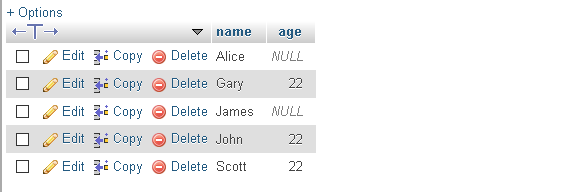 + Options
name age
Edit Copy Delete Alice NULL
Edit Copy Delete Gary 22
Edit Copy Delete James NULL
Edit Copy Delete John 22
Edit Copy Delete Scott 22